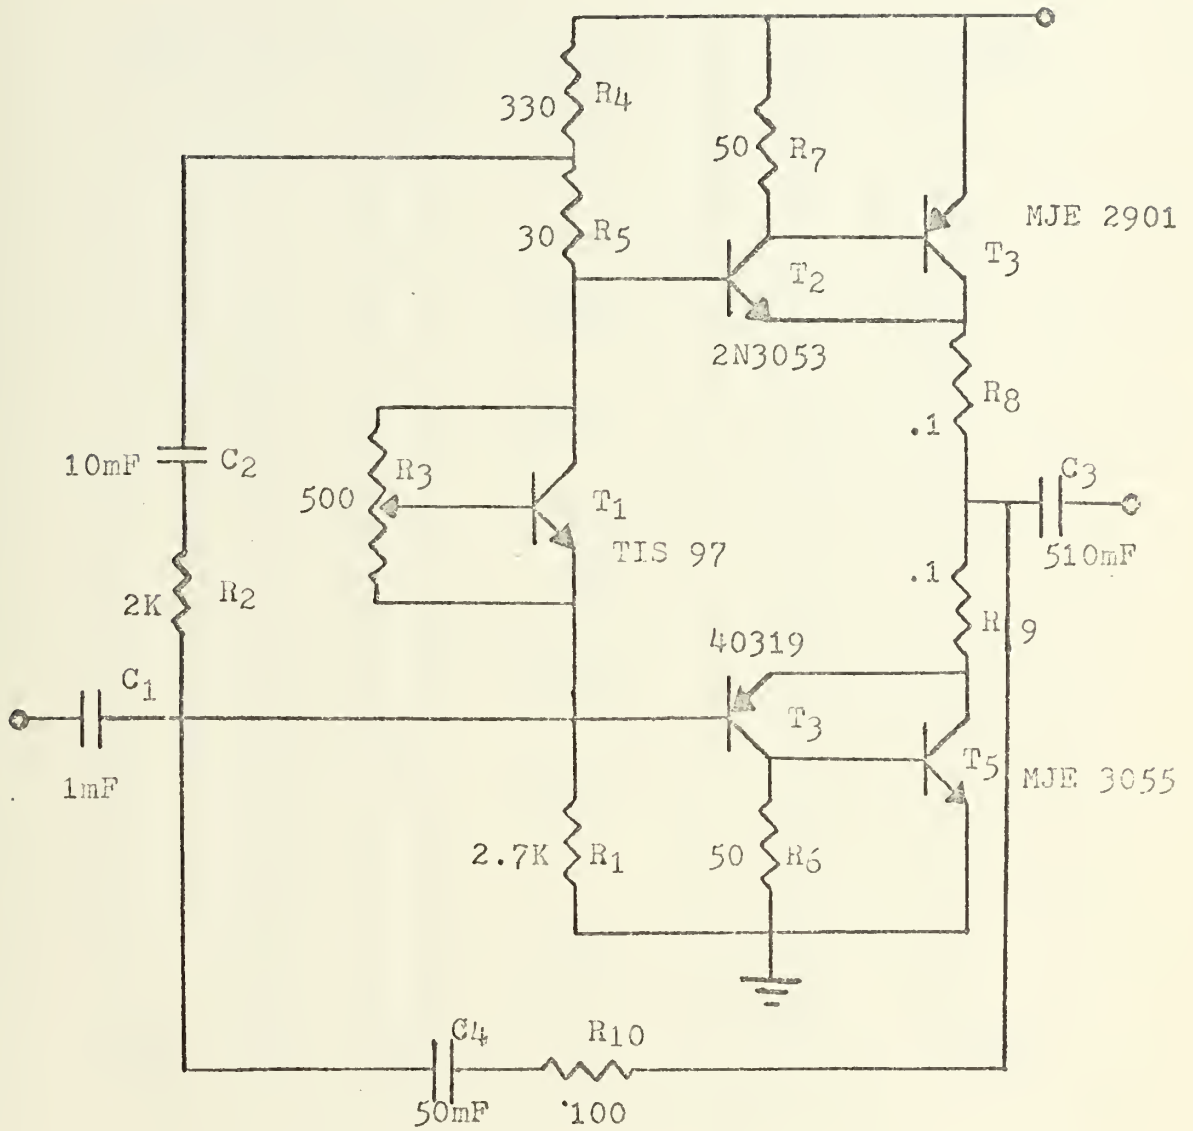 330 R4
50 R7
MJE 2901
30 R5
T3
T2
2N3053
R8
.1
10mF C2
R3
500
T1
TIS 97
C3
510mF
.1
R 9
2K R2
40319
C1
T3
T5
MJE 3055
1mF
2.7K R1
50 R6
C4
R10
50mF
.100